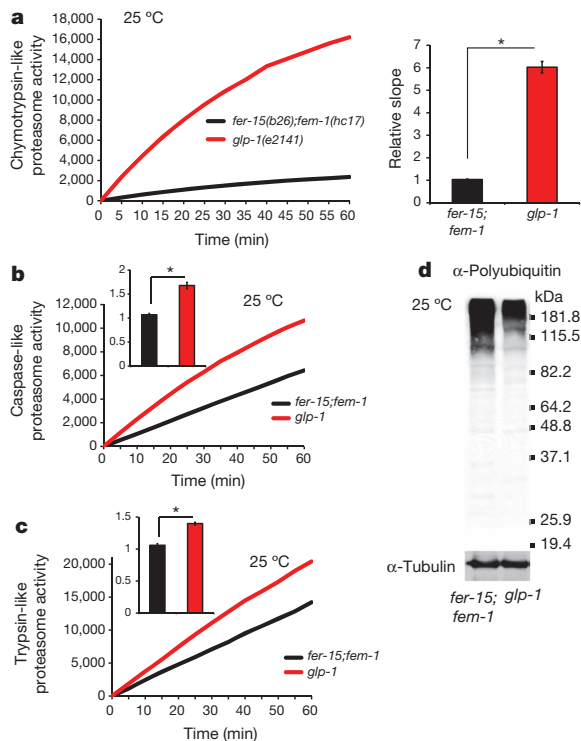 a
25 ºC
18,000
16,000
14,000
12,000
10,000
8,000
6,000
4,000
2,000
0
Chymotrypsin-like
proteasome activity
fer-15(b26);fem-1(hc17)
glp-1(e2141)
0 5 10 15 20 25 30 35 40 45 50 55 60
Time (min)
*
7
6
5
4
3
2
1
0
Relative slope
fer-15;
fem-1
glp-1
b
25 ºC
2
1.5
1
0.5
0
*
12,000
10,000
8,000
6,000
4,000
2,000
0
Caspase-like
proteasome activity
fer-15;fem-1
glp-1
0 10 20 30 40 50 60
Time (min)
c
25 ºC
1.5
1
0.5
0
*
20,000
15,000
10,000
5,000
0
Trypsin-like
proteasome activity
fer-15;fem-1
glp-1
0 10 20 30 40 50 60
Time (min)
d
α-Polyubiquitin
25 ºC
kDa
181.8
115.5
82.2
64.2
48.8
37.1
25.9
19.4
α-Tubulin
fer-15;
fem-1
glp-1